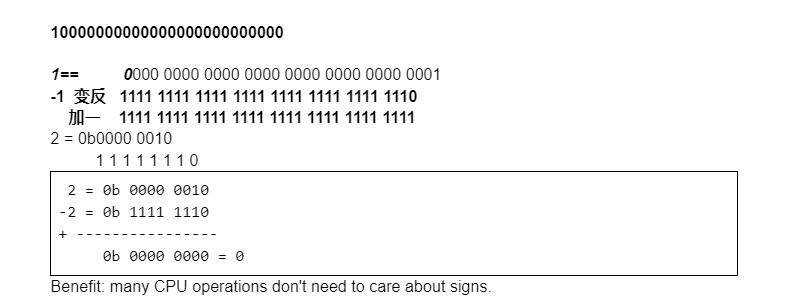 10000000000000000000000000
1== 0000 0000 0000 0000 0000 0000 0000 0001
-1 变反 1111 1111 1111 1111 1111 1111 1111 1110
加一 1111 1111 1111 1111 1111 1111 1111 1111
2 = 0b0000 0010
1 1 1 1 1 1 1 0
2 = 0b 0000 0010
-2 = 0b 1111 1110
+ ----------------
0b 0000 0000 = 0
Benefit: many CPU operations don't need to care about signs.